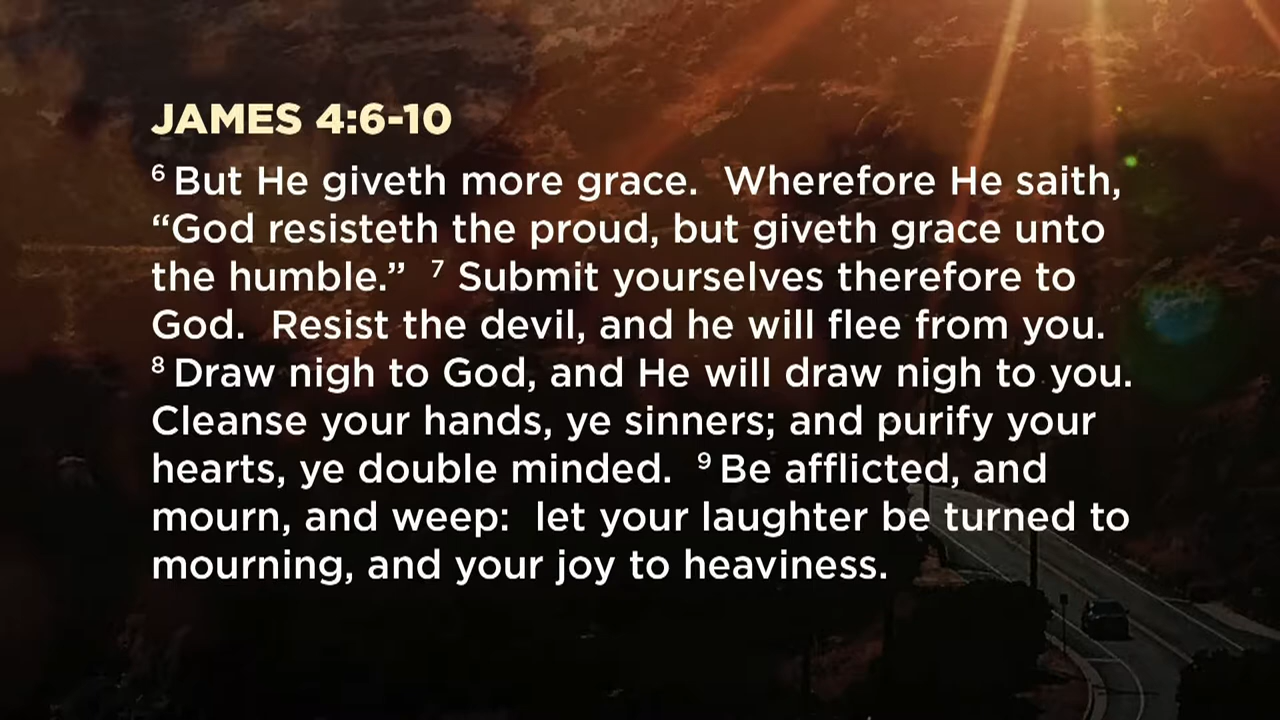 JAMES 4:6-10
⁶ But He giveth more grace.  Wherefore He saith,
“God resisteth the proud, but giveth grace unto
the humble.”  ⁷ Submit yourselves therefore to
God.  Resist the devil, and he will flee from you.
⁸ Draw nigh to God, and He will draw nigh to you.
Cleanse your hands, ye sinners; and purify your
hearts, ye double minded.  ⁹ Be afflicted, and
mourn, and weep:  let your laughter be turned to
mourning, and your joy to heaviness.